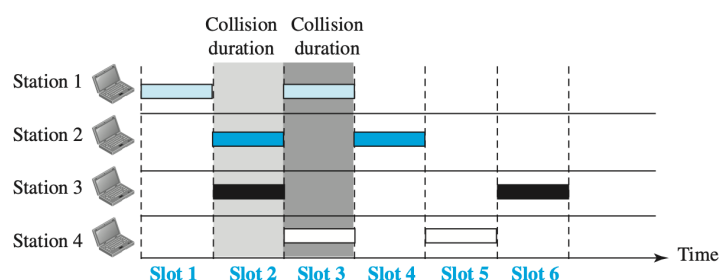 Collision Collision
duration duration
Station 1
Station 2
Station 3
Station 4
Time
Slot 1 Slot 2 Slot 3 Slot 4 Slot 5 Slot 6